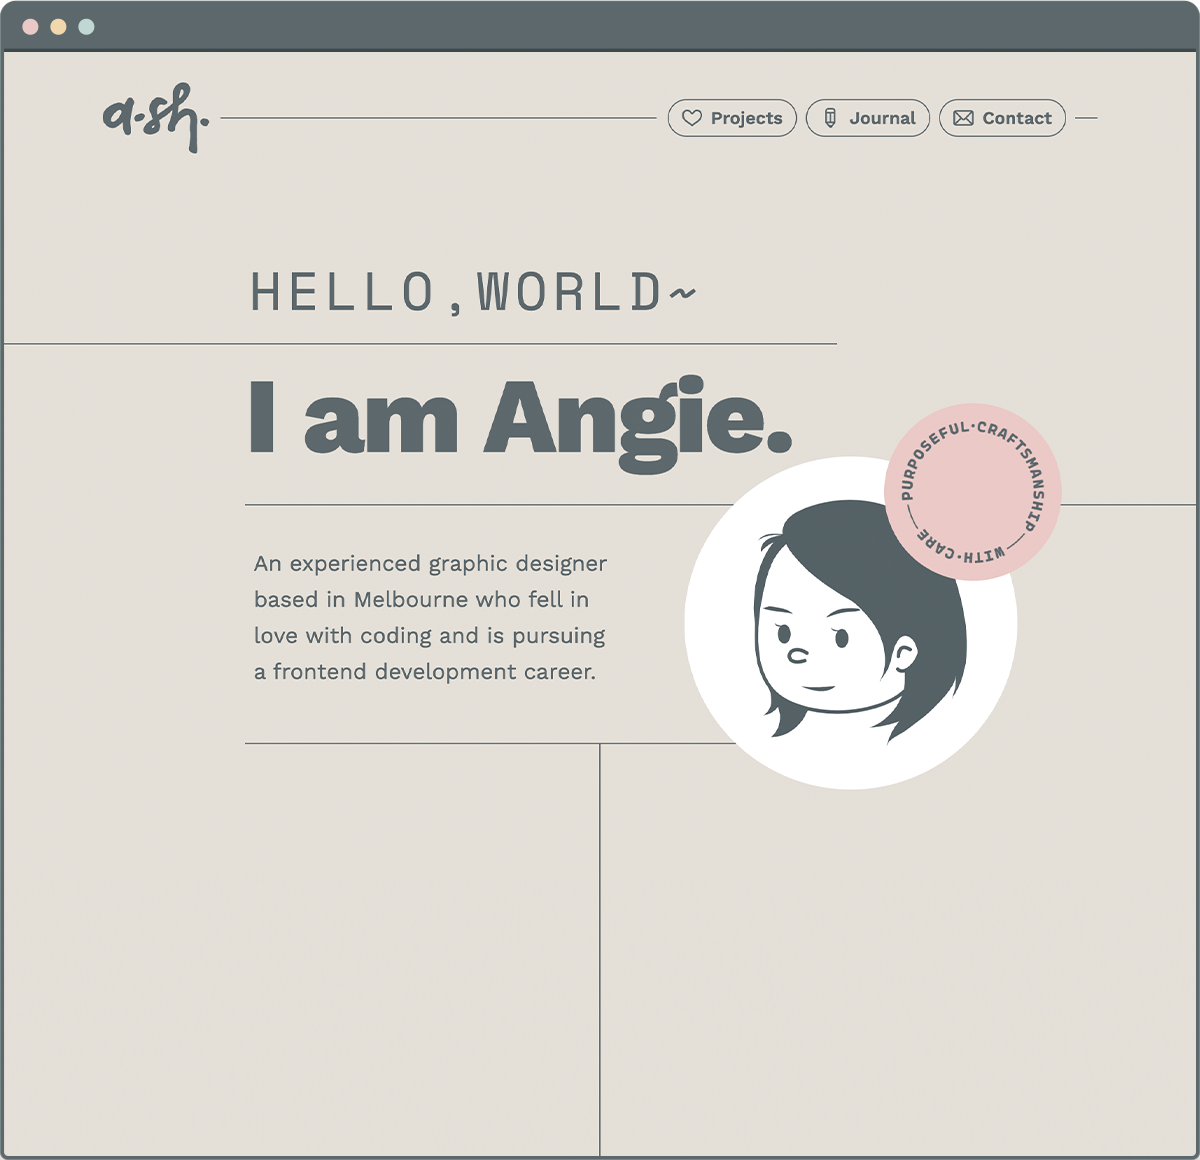 a.sh.
Projects
Journal
Contact
HELLO,WORLD~
I am Angie.
PURPOSEFUL·CRAFTSMANSHIP — WITH·CARE —
An experienced graphic designer
based in Melbourne who fell in
love with coding and is pursuing
a frontend development career.